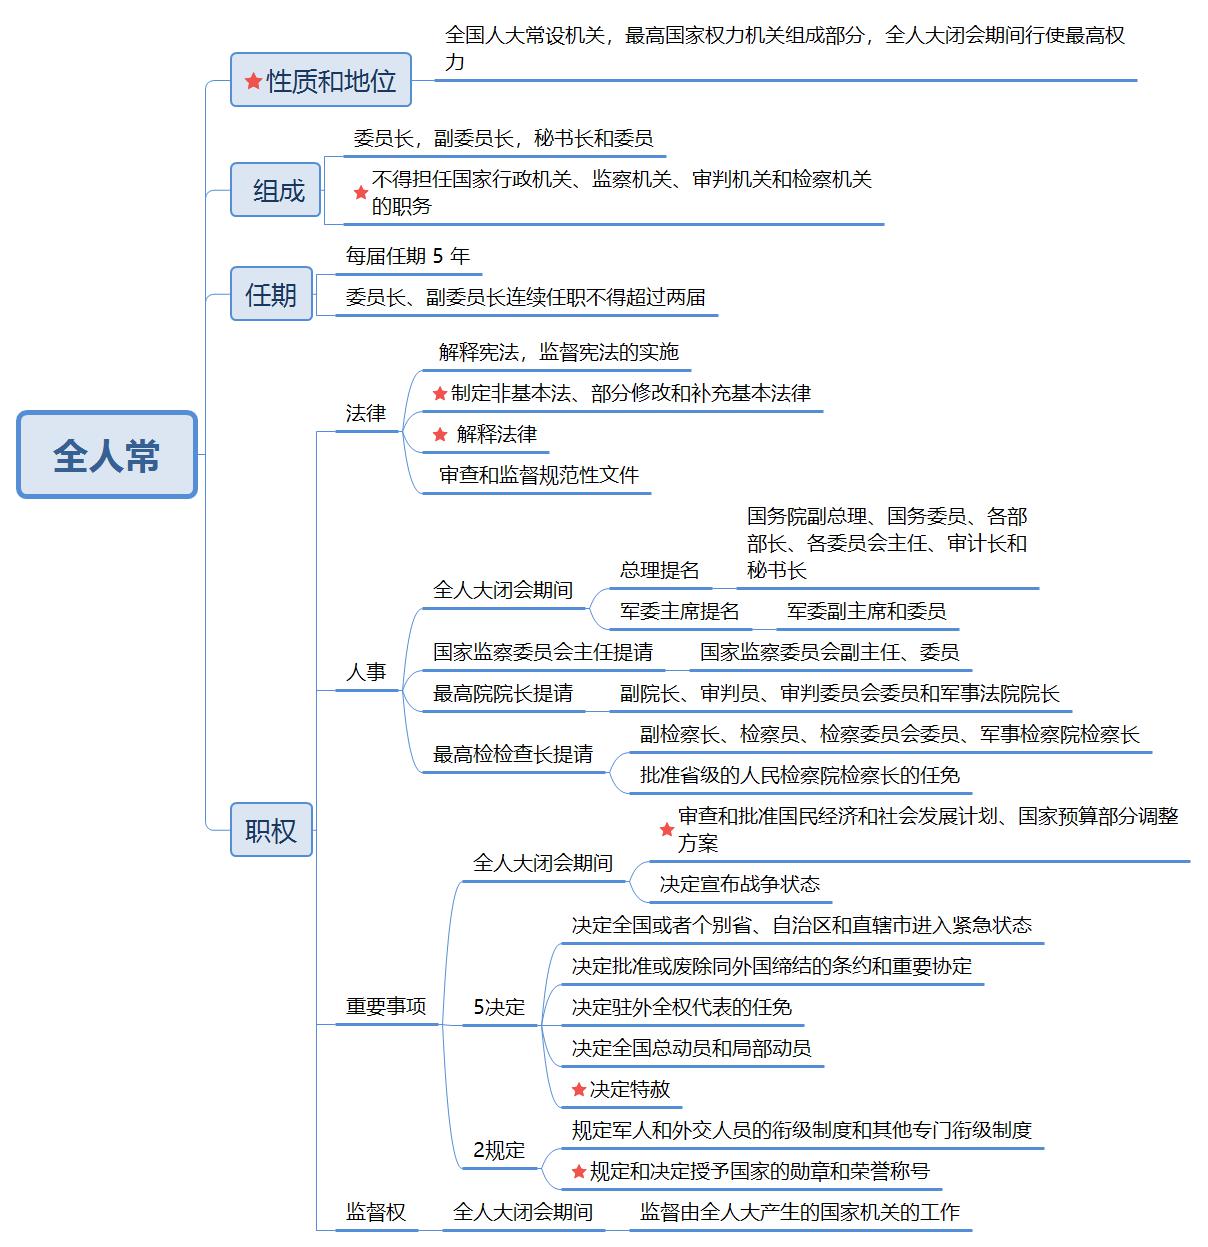 全国人大常设机关，最高国家权力机关组成部分，全人大闭会期间行使最高权
力
性质和地位
委员长，副委员长，秘书长和委员
组成
不得担任国家行政机关、监察机关、审判机关和检察机关
的职务
每届任期 5 年
任期
委员长、副委员长连续任职不得超过两届
全人常
职权
法律
解释宪法，监督宪法的实施
制定非基本法、部分修改和补充基本法律
解释法律
审查和监督规范性文件
人事
全人大闭会期间
总理提名
国务院副总理、国务委员、各部
部长、各委员会主任、审计长和
秘书长
军委主席提名
军委副主席和委员
国家监察委员会主任提请
国家监察委员会副主任、委员
最高院院长提请
副院长、审判员、审判委员会委员和军事法院院长
最高检检查长提请
副检察长、检察员、检察委员会委员、军事检察院检察长
批准省级的人民检察院检察长的任免
重要事项
全人大闭会期间
审查和批准国民经济和社会发展计划、国家预算部分调整
方案
决定宣布战争状态
5决定
决定全国或者个别省、自治区和直辖市进入紧急状态
决定批准或废除同外国缔结的条约和重要协定
决定驻外全权代表的任免
决定全国总动员和局部动员
决定特赦
2规定
规定军人和外交人员的衔级制度和其他专门衔级制度
规定和决定授予国家的勋章和荣誉称号
监督权
全人大闭会期间
监督由全人大产生的国家机关的工作